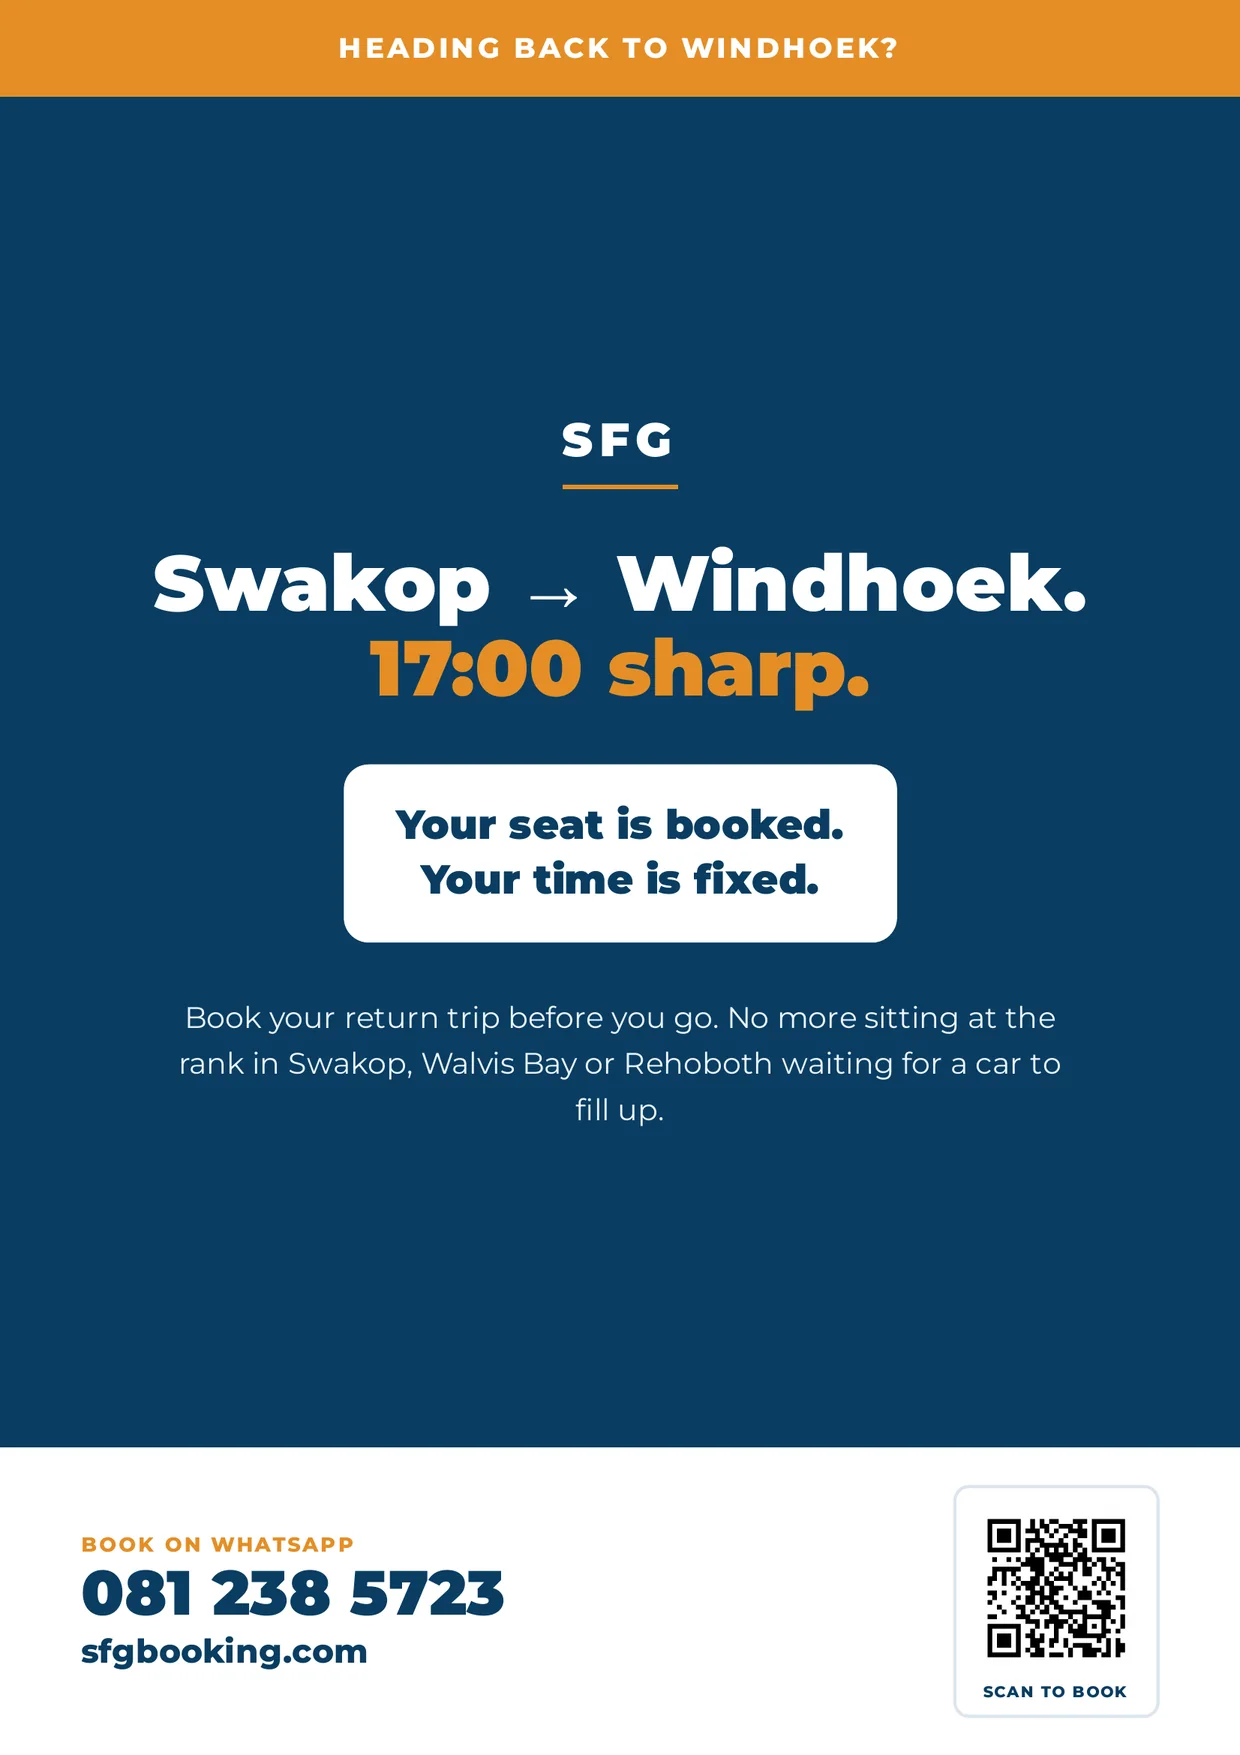 HEADING BACK TO WINDHOEK?
SFG
Swakop → Windhoek.
17:00 sharp.
Your seat is booked.
Your time is fixed.
Book your return trip before you go. No more sitting at the
rank in Swakop, Walvis Bay or Rehoboth waiting for a car to
fill up.
BOOK ON WHATSAPP
081 238 5723
sfgbooking.com
SCAN TO BOOK